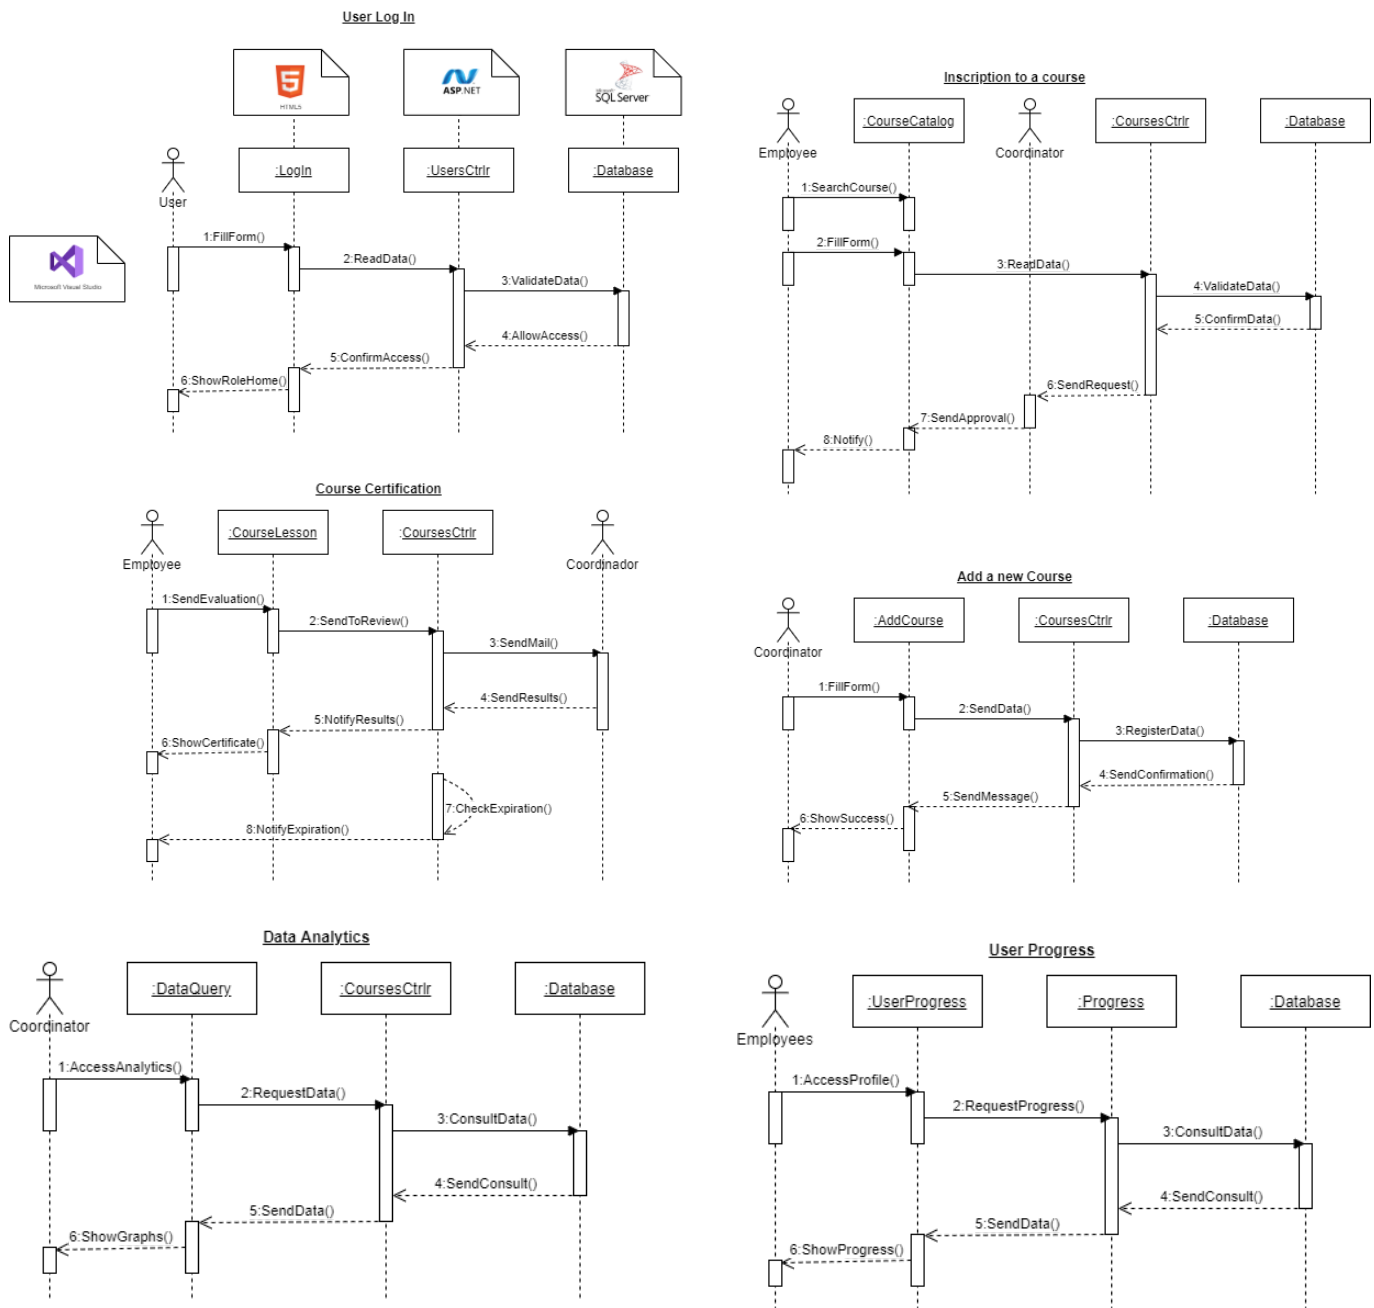 User Log In
HTML5
ASP.NET
Microsoft
SQL Server
:LogIn
:UsersCtrlr
:Database
User
Microsoft Visual Studio
1:FillForm()
2:ReadData()
3:ValidateData()
4:AllowAccess()
5:ConfirmAccess()
6:ShowRoleHome()
Inscription to a course
:CourseCatalog
:CoursesCtrlr
:Database
Employee
Coordinator
1:SearchCourse()
2:FillForm()
3:ReadData()
4:ValidateData()
5:ConfirmData()
6:SendRequest()
7:SendApproval()
8:Notify()
Course Certification
:CourseLesson
:CoursesCtrlr
Employee
Coordinador
1:SendEvaluation()
2:SendToReview()
3:SendMail()
4:SendResults()
5:NotifyResults()
6:ShowCertificate()
7:CheckExpiration()
8:NotifyExpiration()
Add a new Course
:AddCourse
:CoursesCtrlr
:Database
Coordinator
1:FillForm()
2:SendData()
3:RegisterData()
4:SendConfirmation()
5:SendMessage()
6:ShowSuccess()
Data Analytics
:DataQuery
:CoursesCtrlr
:Database
Coordinator
1:AccessAnalytics()
2:RequestData()
3:ConsultData()
4:SendConsult()
5:SendData()
6:ShowGraphs()
User Progress
:UserProgress
:Progress
:Database
Employees
1:AccessProfile()
2:RequestProgress()
3:ConsultData()
4:SendConsult()
5:SendData()
6:ShowProgress()